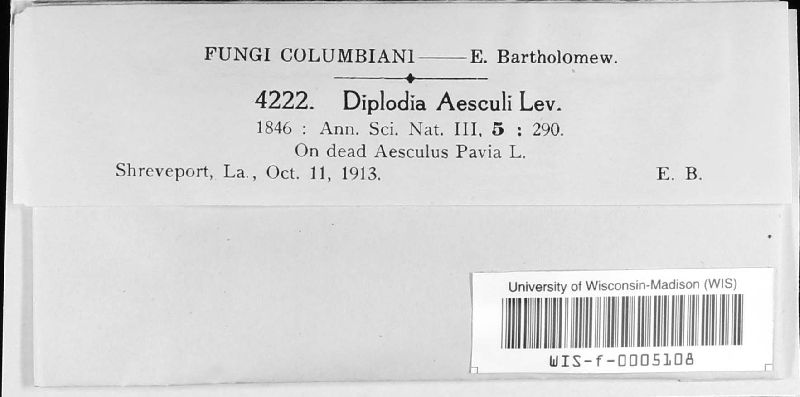 FUNGI COLUMBIANI—E. Bartholomew.
4222. Diplodia Aesculi Lev.
1846 : Ann. Sci. Nat. III, 5 : 290.
On dead Aesculus Pavia L.
Shreveport, La., Oct. 11, 1913. E. B.
University of Wisconsin-Madison (WIS)
WIS-f-0005108